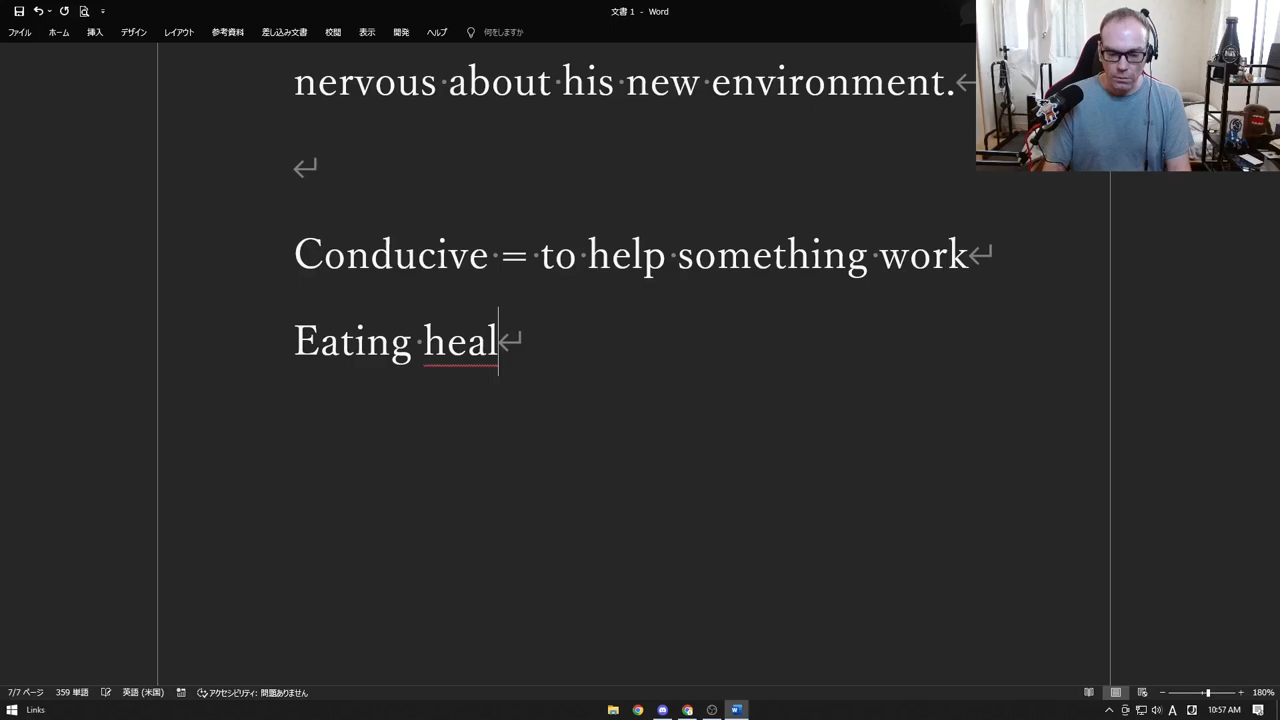 文書 1 - Word
ファイル ホーム 挿入 デザイン レイアウト 参考資料 差し込み文書 校閲 表示 開発 ヘルプ 何をしますか
nervous about his new environment.
Conducive = to help something work
Eating heal
7/7 ページ 359 単語 英語 (米国) アクセシビリティ: 問題ありません 180%
Links A 10:57 AM